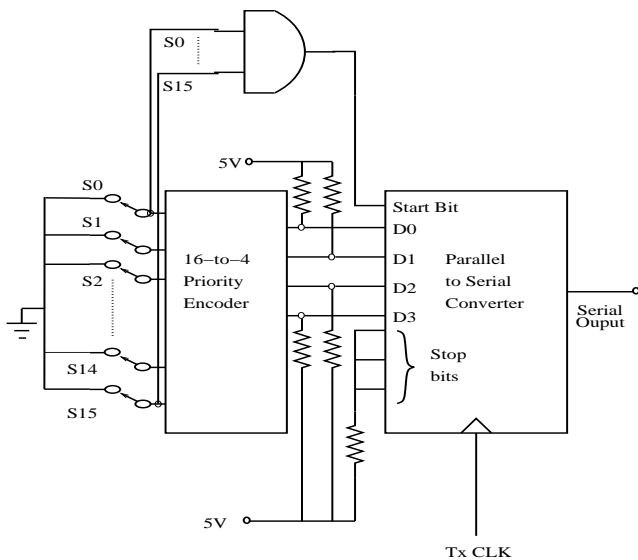 S0
S15
5V
S0
S1
S2
S14
S15
16-to-4
Priority
Encoder
Start Bit
D0
D1
D2
D3
Parallel
to Serial
Converter
Stop
bits
Serial
Ouput
5V
Tx CLK